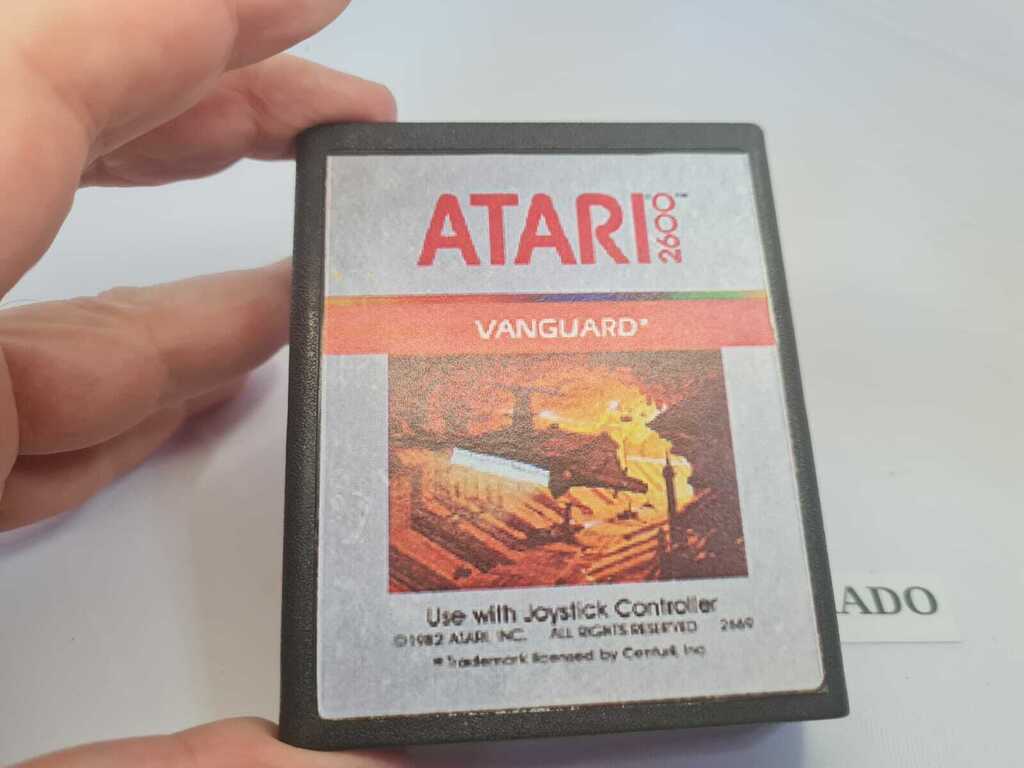 ATARI® 2600™
VANGUARD*
Use with Joystick Controller
©1982 ATARI, INC. ALL RIGHTS RESERVED 2669
*Trademark licensed by Centuri, Inc.
ADO